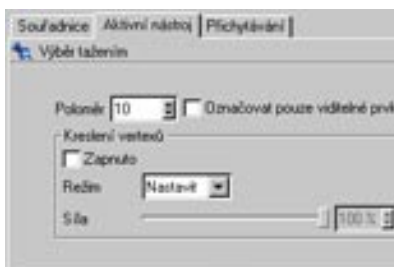 Souřadnice Aktivní nástroj Přichytávání
Výběr tažením
Poloměr 10 Označovat pouze viditelné prvk
Kreslení vertexů
Zapnuto
Režim Nastavit
Síla 100 %